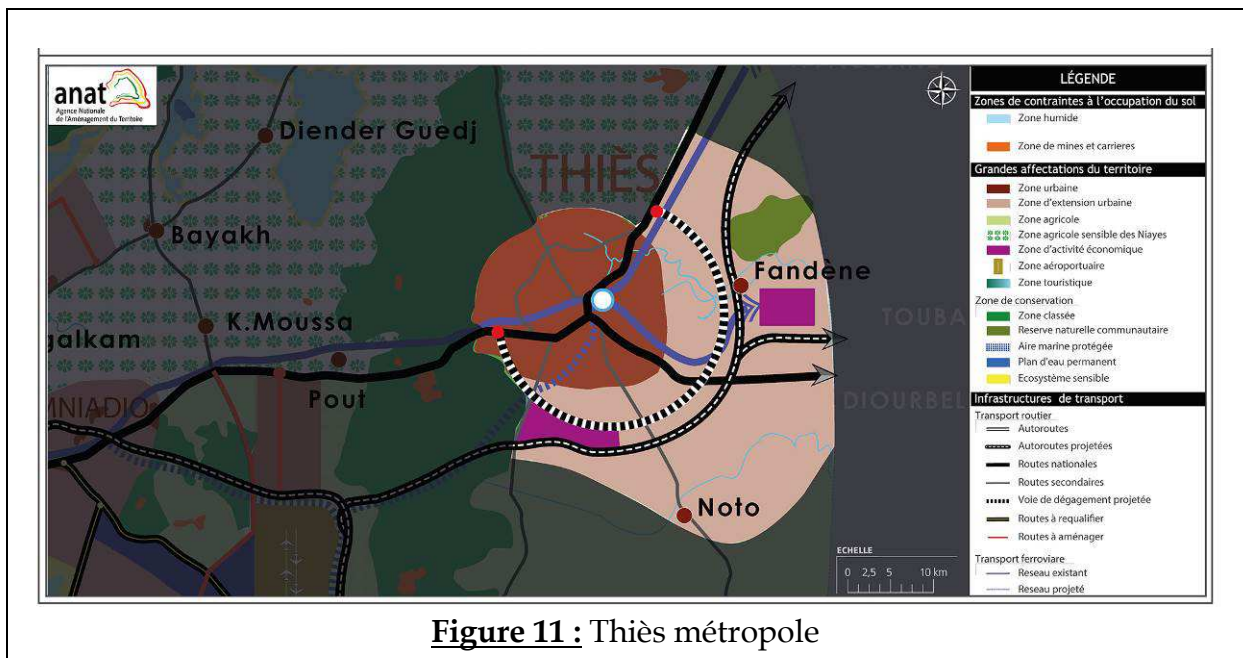 anat
Agence Nationale
de l'Aménagement du Territoire
Diender Guedj
THIÈS
Bayakh
Fandène
K.Moussa
TOUBA
galkam
Pout
MNIADIO
DIOURBEL
Noto
ECHELLE
0 2,5 5 10 km
LÉGENDE
Zones de contraintes à l'occupation du sol
Zone humide
Zone de mines et carrieres
Grandes affectations du territoire
Zone urbaine
Zone d'extension urbaine
Zone agricole
Zone agricole sensible des Niayes
Zone d'activité économique
Zone aéroportuaire
Zone touristique
Zone de conservation
Zone classée
Reserve naturelle communautaire
Aire marine protégée
Plan d'eau permanent
Ecosystème sensible
Infrastructures de transport
Transport routier
Autoroutes
Autoroutes projetées
Routes nationales
Routes secondaires
Voie de dégagement projetée
Routes à requalifier
Routes à aménager
Transport ferroviare
Reseau existant
Reseau projeté
Figure 11 : Thiès métropole